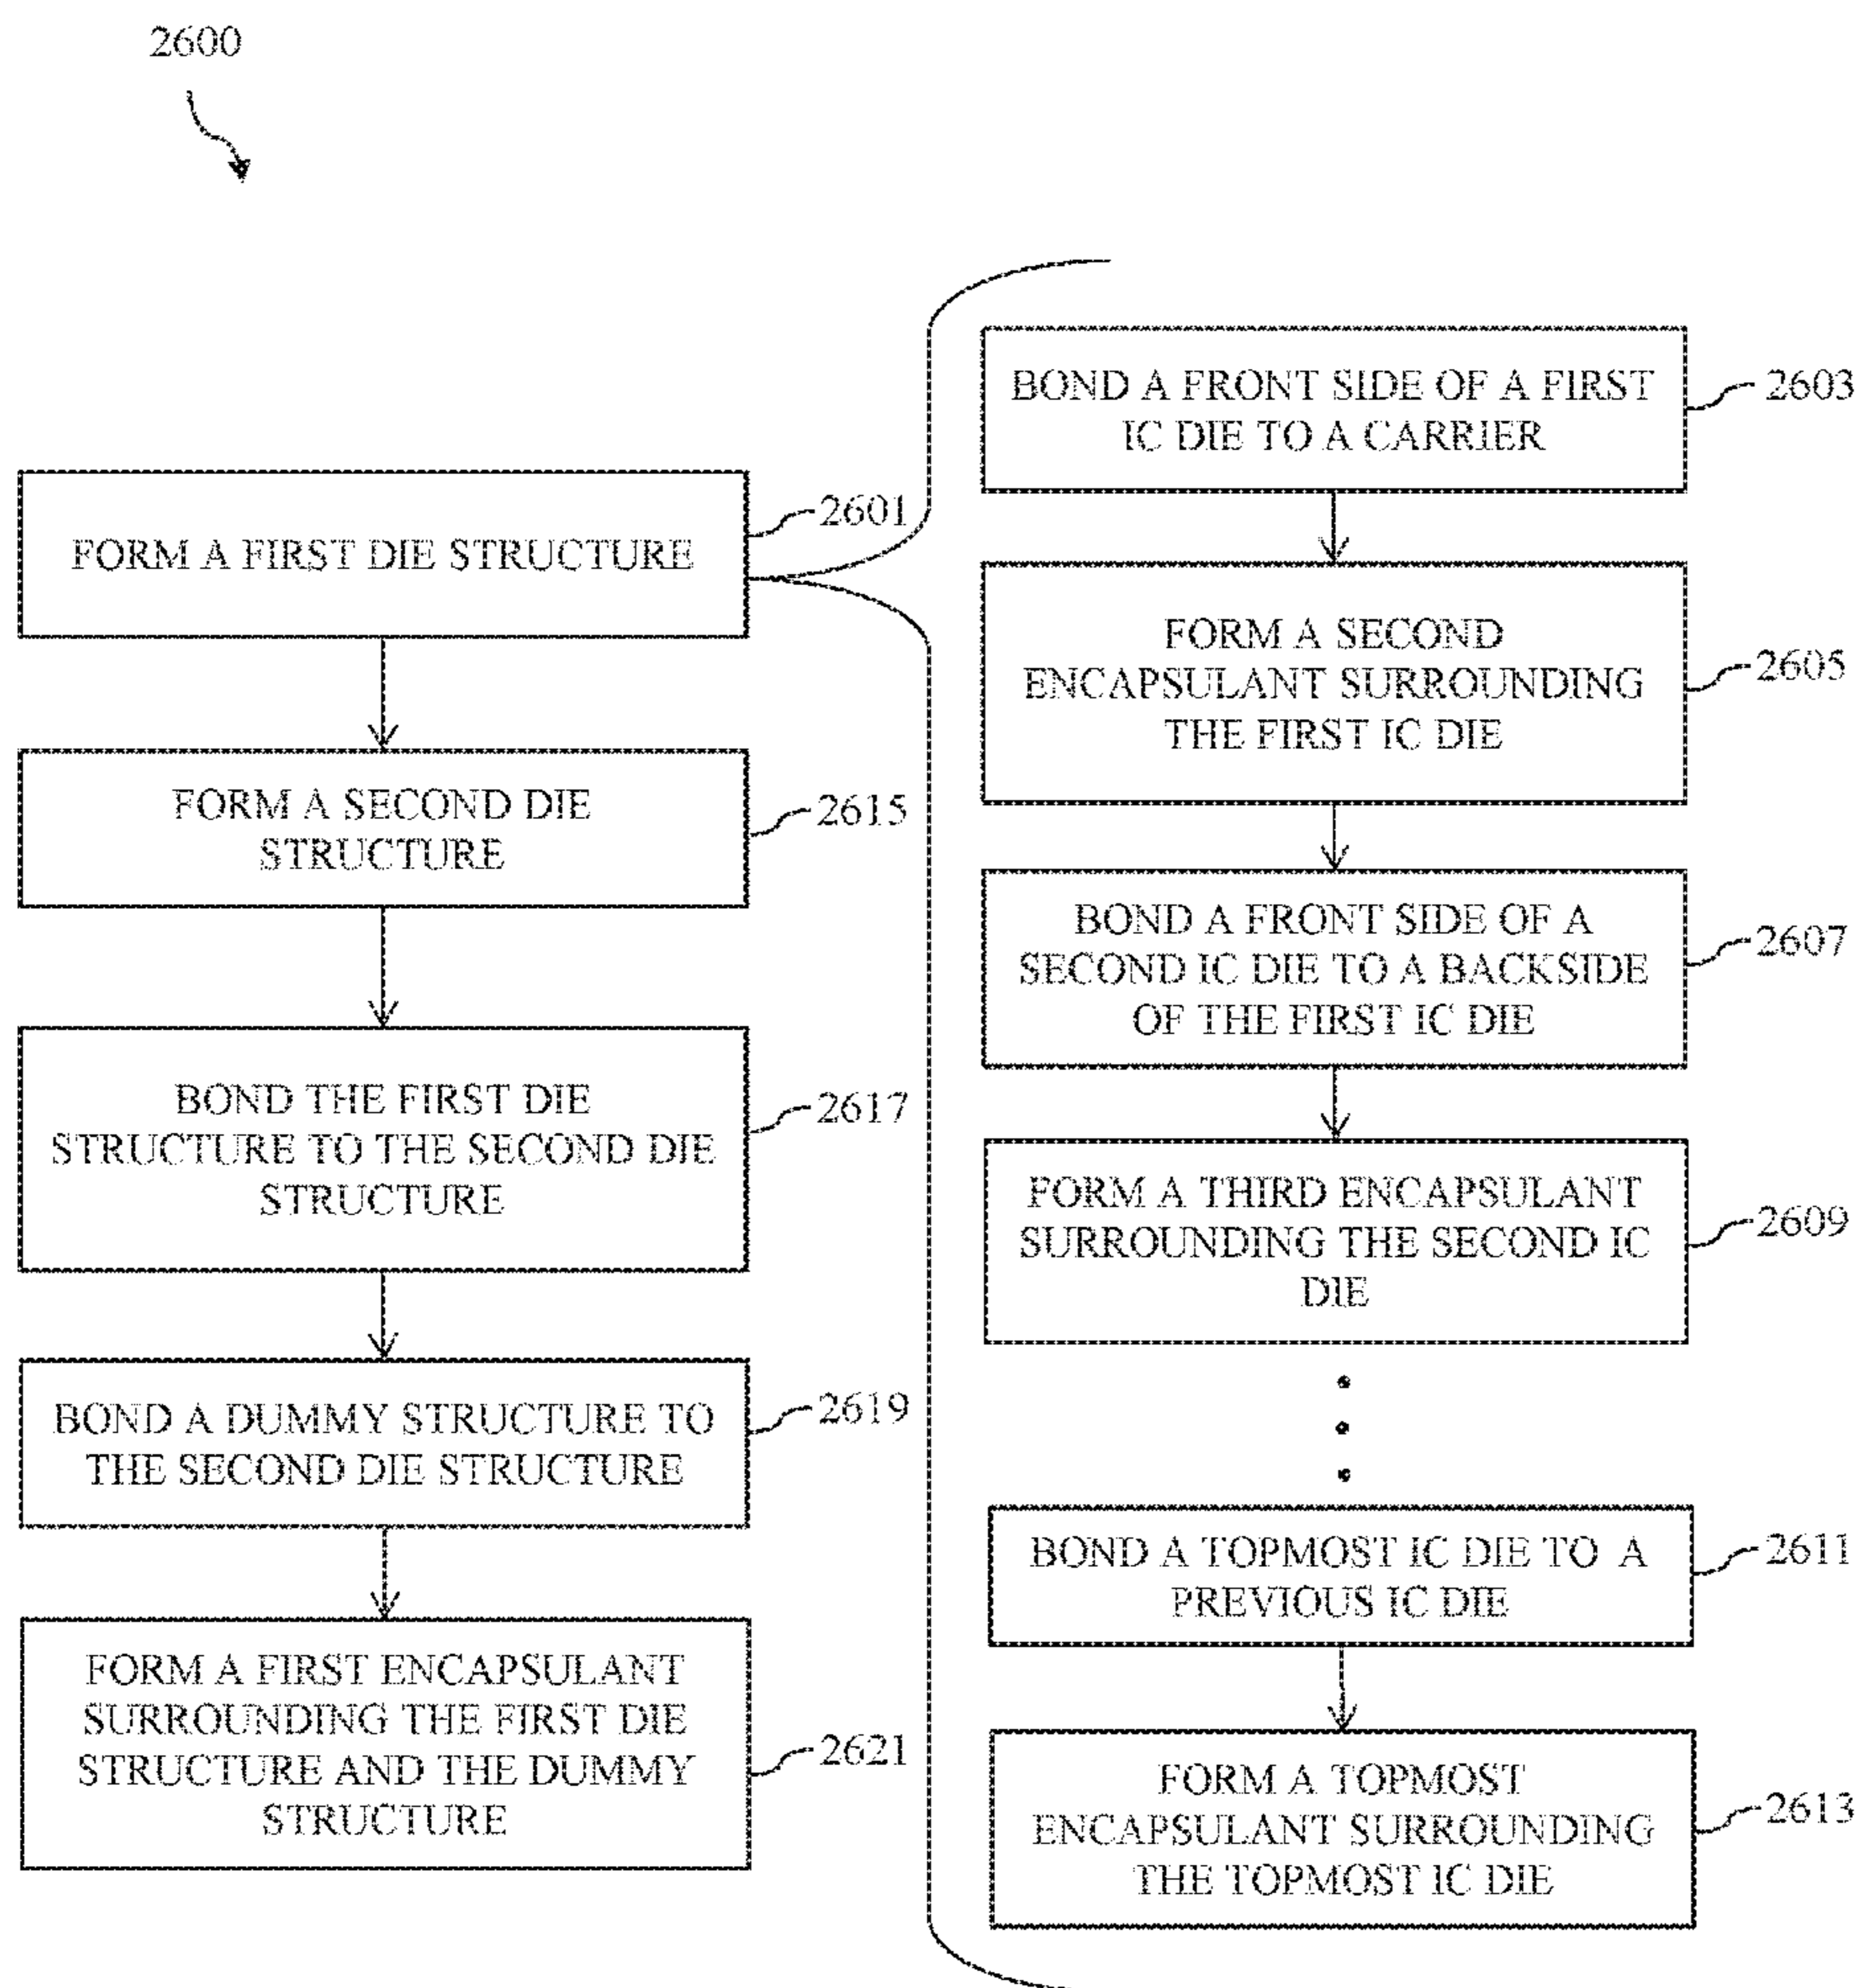 2600
FORM A FIRST DIE STRUCTURE
2601
BOND A FRONT SIDE OF A FIRST
IC DIE TO A CARRIER
2603
FORM A SECOND
ENCAPSULANT SURROUNDING
THE FIRST IC DIE
2605
BOND A FRONT SIDE OF A
SECOND IC DIE TO A BACKSIDE
OF THE FIRST IC DIE
2607
FORM A THIRD ENCAPSULANT
SURROUNDING THE SECOND IC
DIE
2609
BOND A TOPMOST IC DIE TO A
PREVIOUS IC DIE
2611
FORM A TOPMOST
ENCAPSULANT SURROUNDING
THE TOPMOST IC DIE
2613
FORM A SECOND DIE
STRUCTURE
2615
BOND THE FIRST DIE
STRUCTURE TO THE SECOND DIE
STRUCTURE
2617
BOND A DUMMY STRUCTURE TO
THE SECOND DIE STRUCTURE
2619
FORM A FIRST ENCAPSULANT
SURROUNDING THE FIRST DIE
STRUCTURE AND THE DUMMY
STRUCTURE
2621